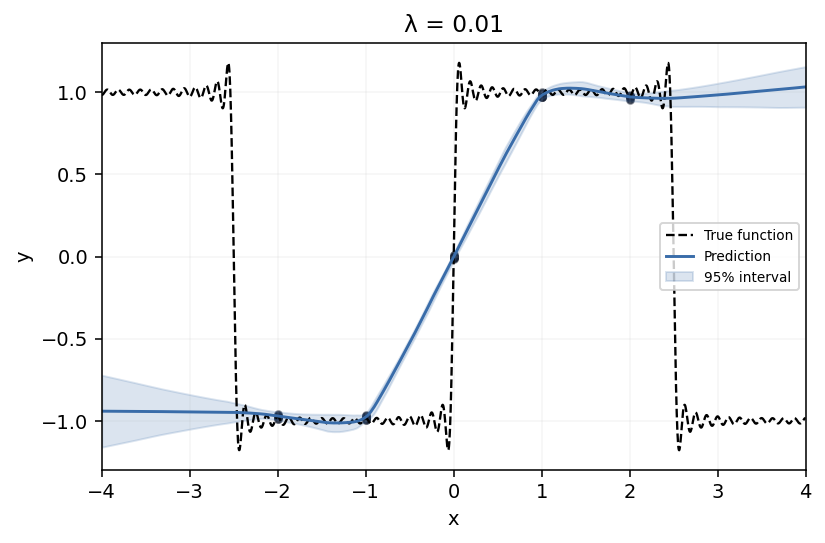 λ = 0.01
y
1.0
0.5
0.0
−0.5
−1.0
True function
Prediction
95% interval
−4 −3 −2 −1 0 1 2 3 4
x